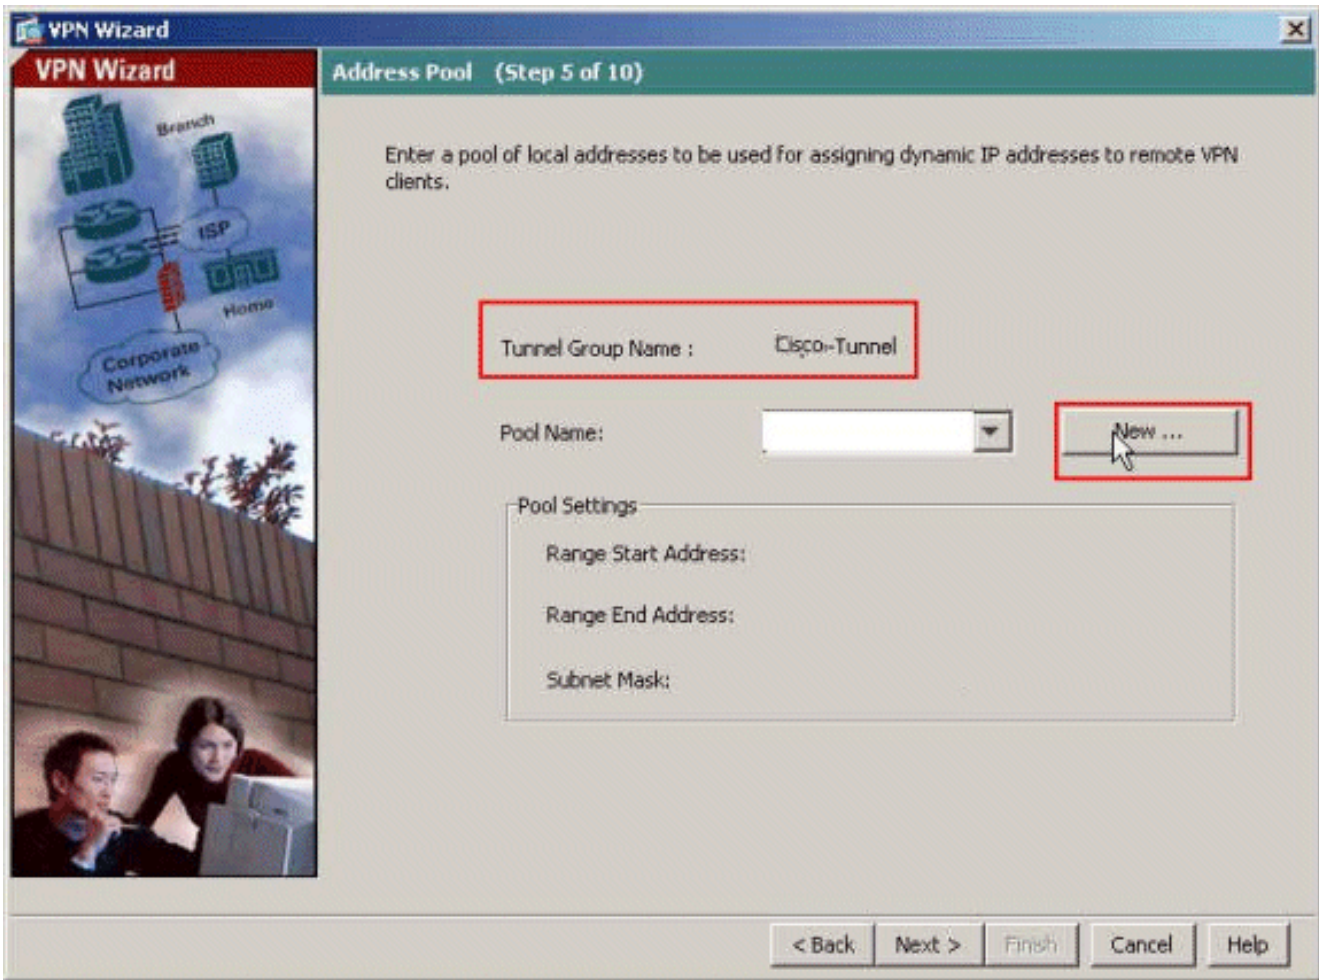 VPN Wizard
VPN Wizard
Address Pool (Step 5 of 10)
Branch
ISP
Home
Corporate
Network
Enter a pool of local addresses to be used for assigning dynamic IP addresses to remote VPN
clients.
Tunnel Group Name : Cisco-Tunnel
Pool Name:
New ...
Pool Settings
Range Start Address:
Range End Address:
Subnet Mask:
< Back Next > Finish Cancel Help